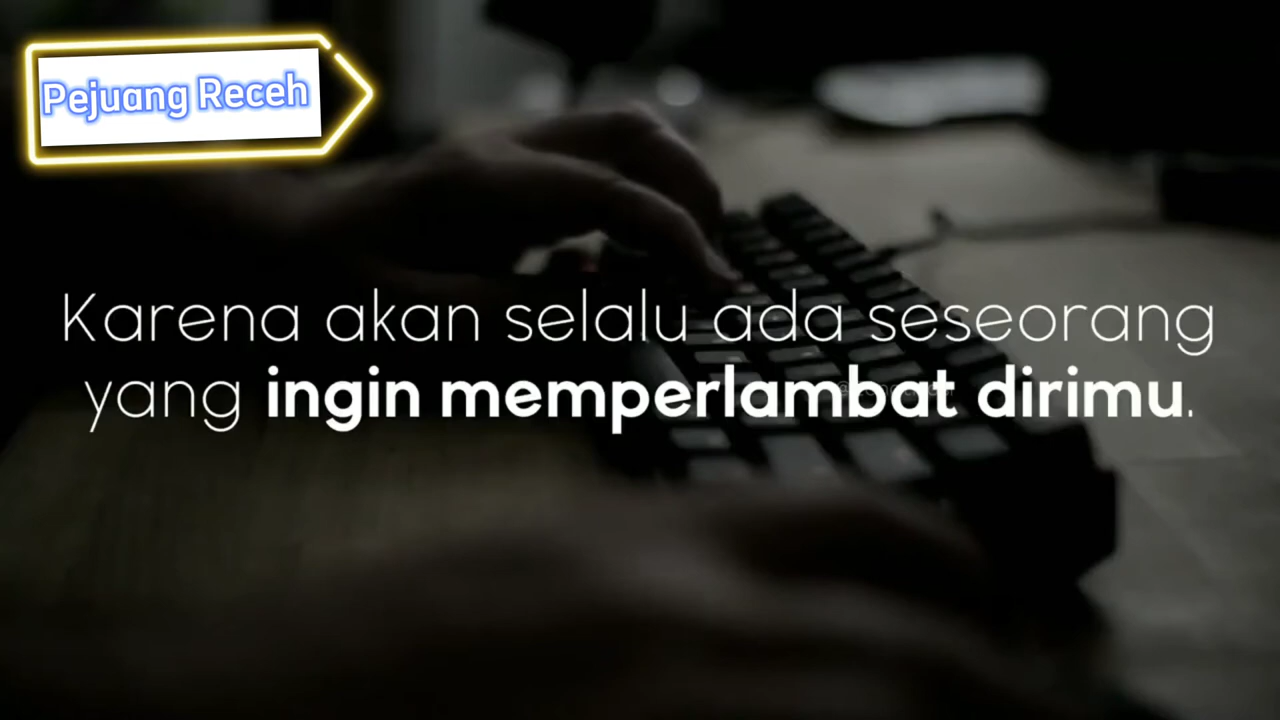 Pejuang Receh
Karena akan selalu ada seseorang
yang ingin memperlambat dirimu.